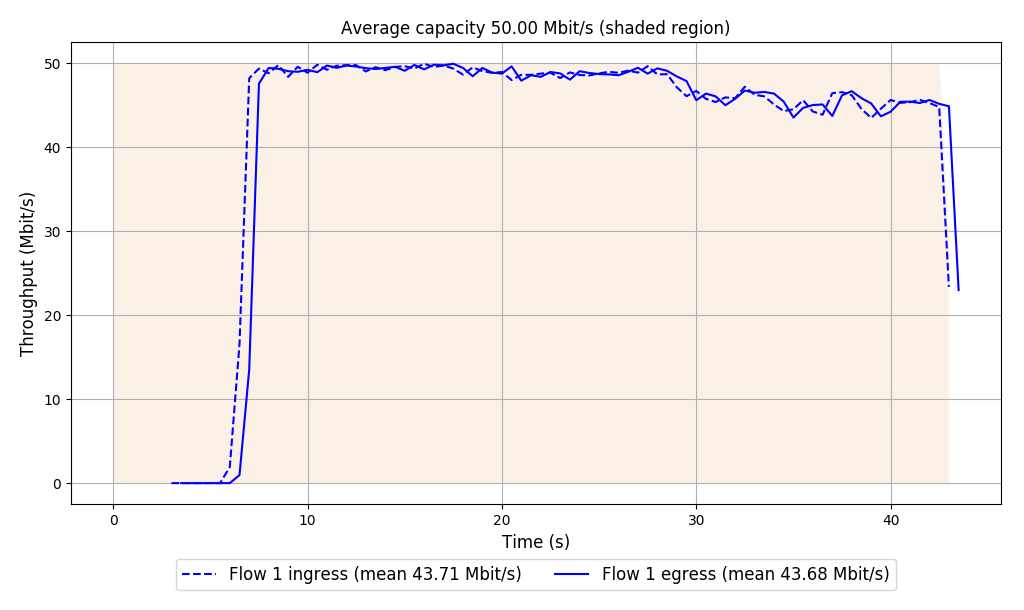 Average capacity 50.00 Mbit/s (shaded region)
Throughput (Mbit/s)
50
40
30
20
10
0
0 10 20 30 40
Time (s)
Flow 1 ingress (mean 43.71 Mbit/s) Flow 1 egress (mean 43.68 Mbit/s)